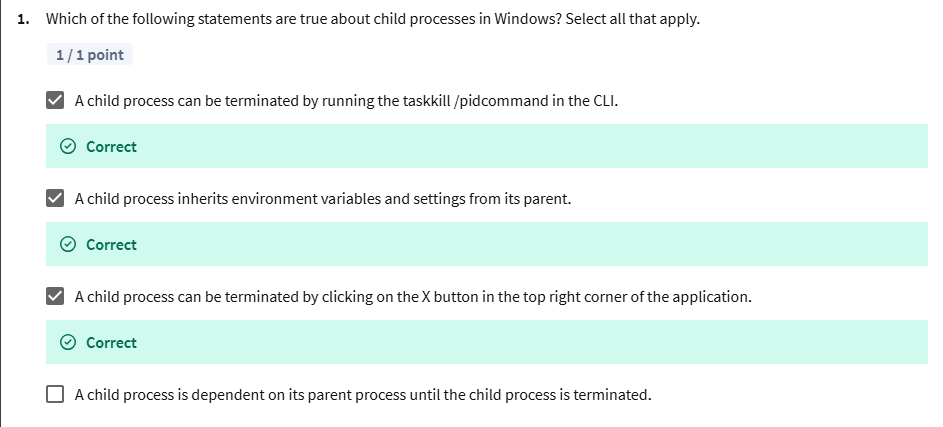 1. Which of the following statements are true about child processes in Windows? Select all that apply.
1 / 1 point
A child process can be terminated by running the taskkill /pidcommand in the CLI.
Correct
A child process inherits environment variables and settings from its parent.
Correct
A child process can be terminated by clicking on the X button in the top right corner of the application.
Correct
A child process is dependent on its parent process until the child process is terminated.